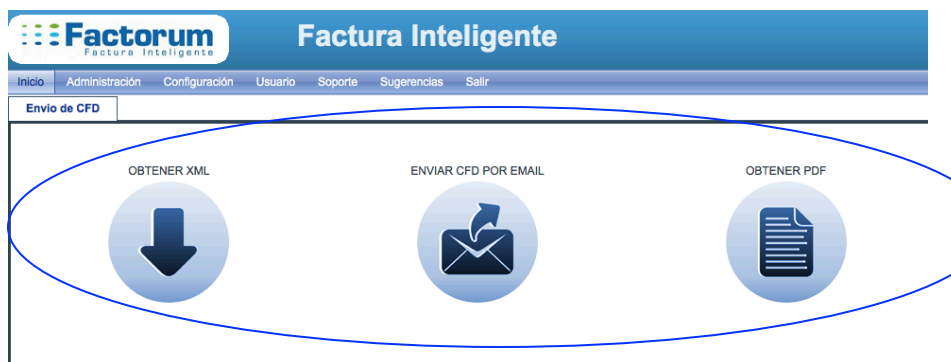 Factorum
Factura Inteligente
Factura Inteligente
Inicio Administración Configuración Usuario Soporte Sugerencias Salir
Envio de CFD
OBTENER XML ENVIAR CFD POR EMAIL OBTENER PDF